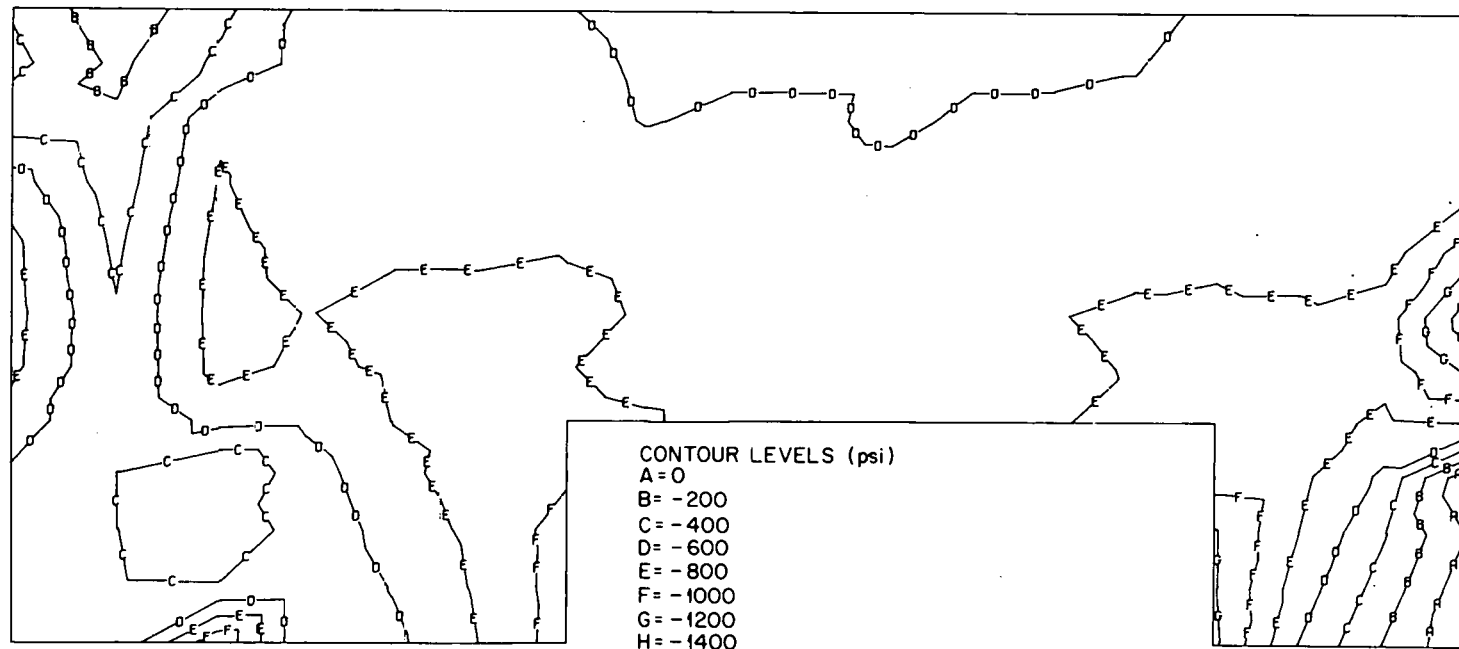 CONTOUR LEVELS (psi)
A=0
B= -200
C= -400
D= -600
E= -800
F= -1000
G= -1200
H= -1400